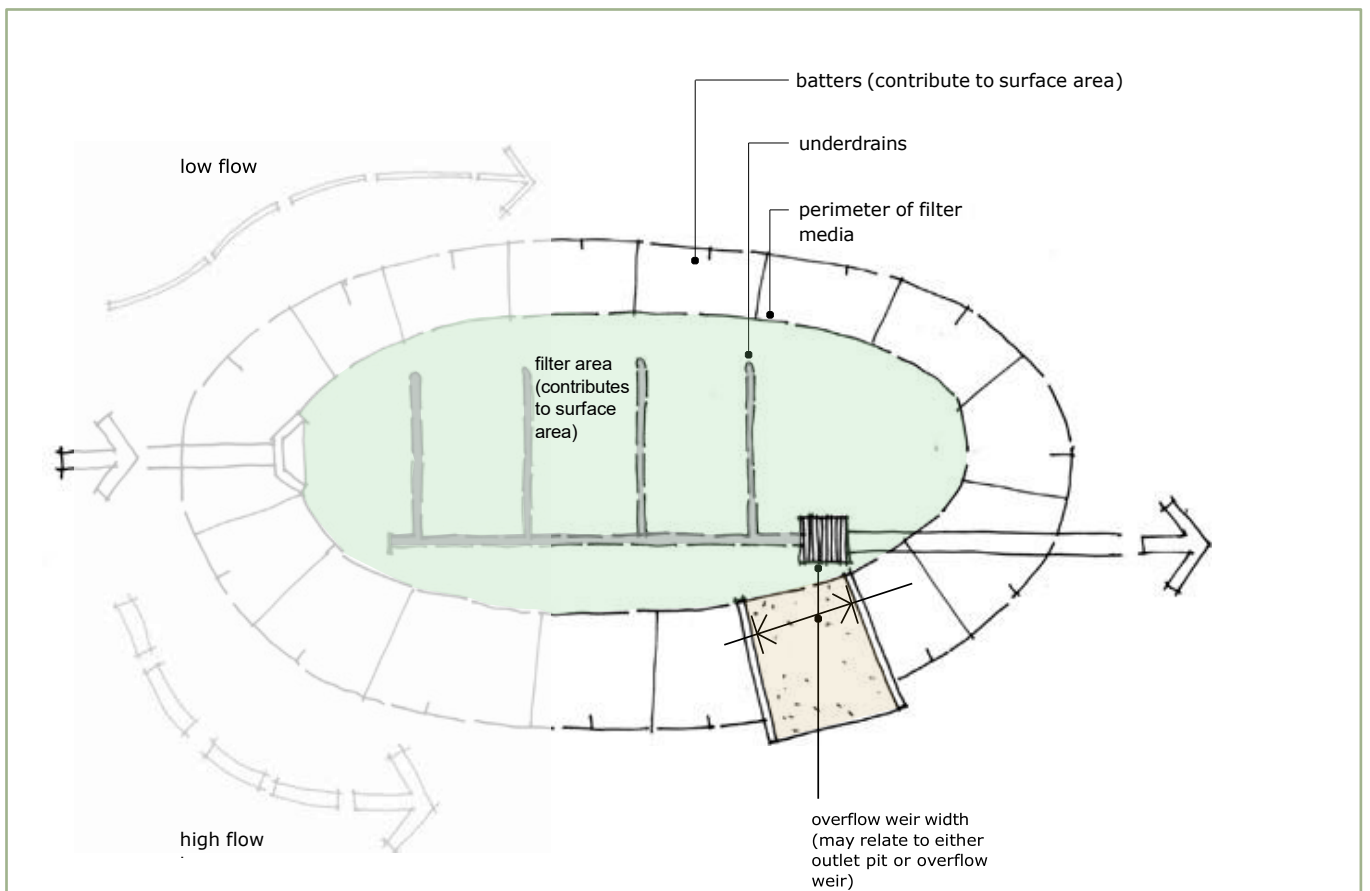 batters (contribute to surface area)
underdrains
low flow
perimeter of filter
media
filter area
(contributes
to surface
area)
overflow weir width
(may relate to either
outlet pit or overflow
weir)
high flow